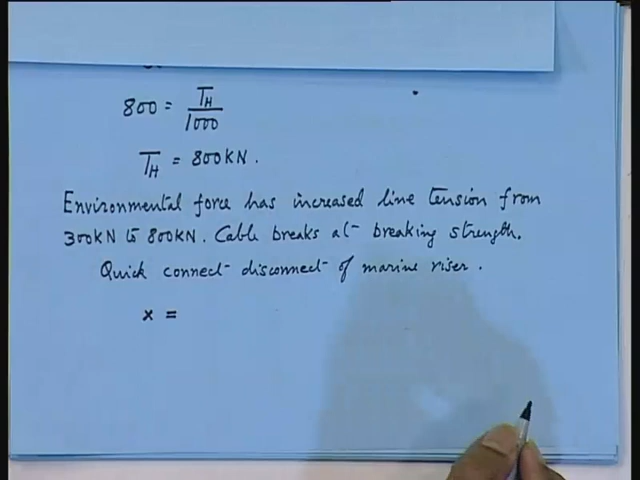 800 = T_H / 1000
T_H = 800KN.
Environmental force has increased line tension from
300KN to 800KN. Cable breaks at breaking strength.
Quick connect disconnect of marine riser.
x =